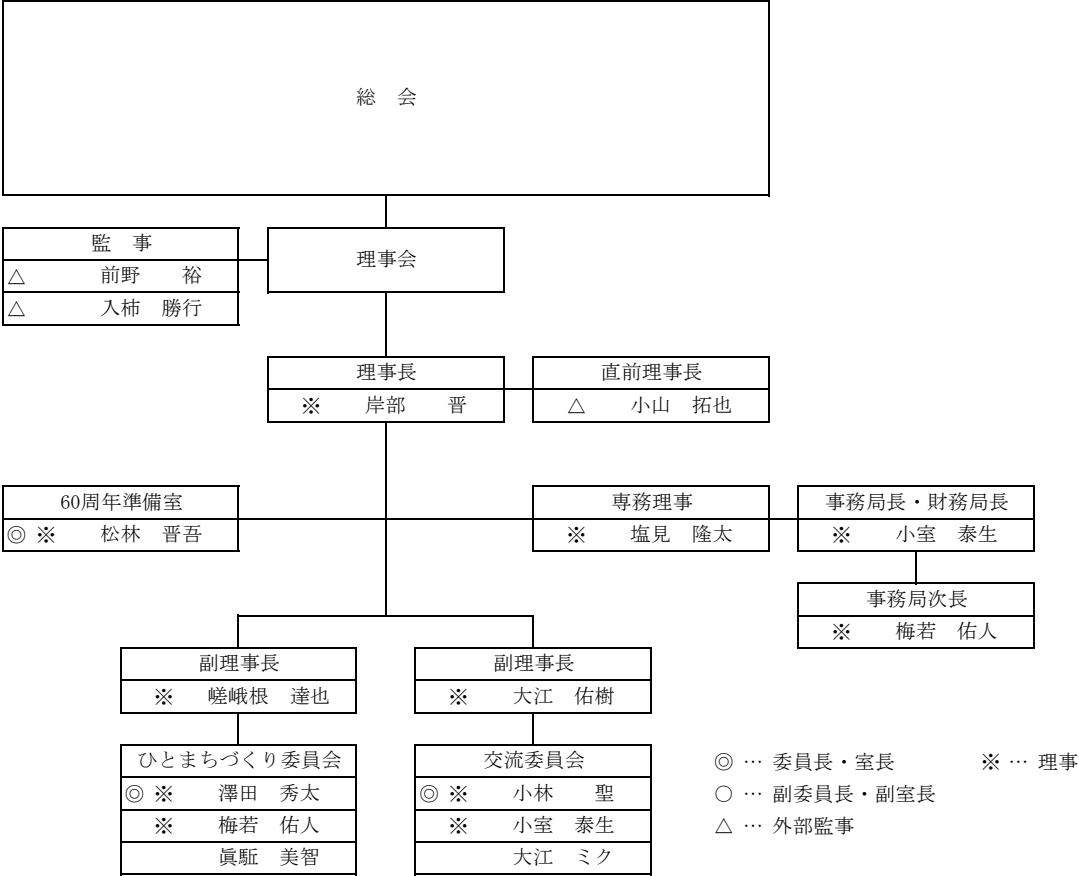 総 会
監 事
△ 前野 裕
△ 入柿 勝行
理事会
理事長
※ 岸部 晋
直前理事長
△ 小山 拓也
60周年準備室
◎ ※ 松林 晋吾
専務理事
※ 塩見 隆太
事務局長・財務局長
※ 小室 泰生
事務局次長
※ 梅若 佑人
副理事長
※ 嵯峨根 達也
副理事長
※ 大江 佑樹
ひとまちづくり委員会
◎ ※ 澤田 秀太
※ 梅若 佑人
眞駈 美智
交流委員会
◎ ※ 小林 聖
※ 小室 泰生
大江 ミク
◎ … 委員長・室長 ※ … 理事
○ … 副委員長・副室長
△ … 外部監事